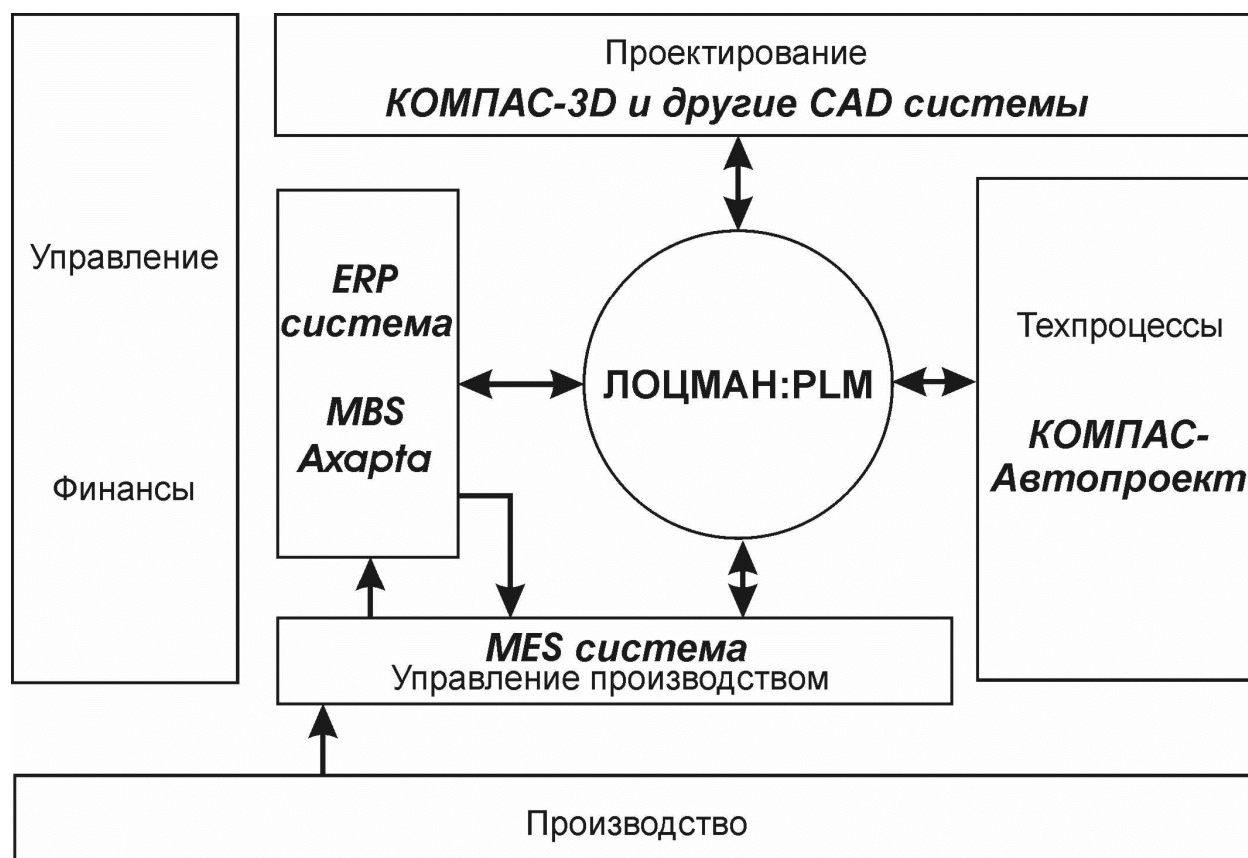 Проектирование
КОМПАС-3D и другие CAD системы
Управление
Финансы
ERP
система
MBS
Axapta
ЛОЦМАН:PLM
Техпроцессы
КОМПАС-
Автопроект
MES система
Управление производством
Производство